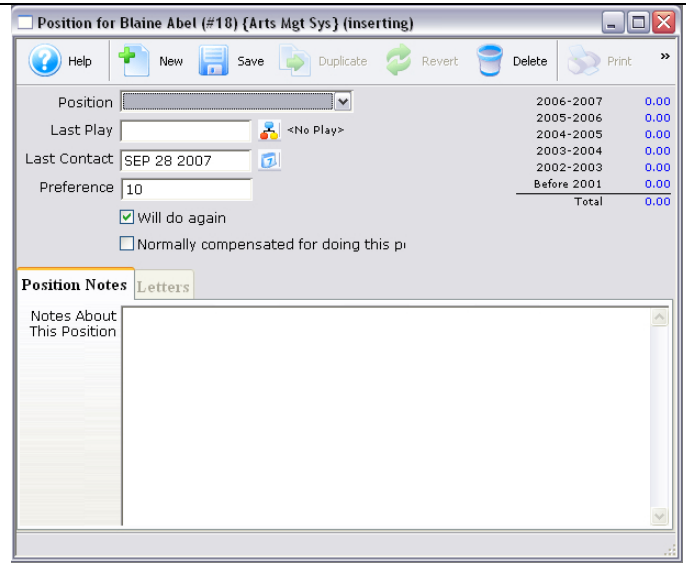 Position for Blaine Abel (#18) {Arts Mgt Sys} (inserting)
Help New Save Duplicate Revert Delete Print »
Position
Last Play <No Play>
Last Contact SEP 28 2007 7
Preference 10
Will do again
Normally compensated for doing this p
2006-2007 0.00
2005-2006 0.00
2004-2005 0.00
2003-2004 0.00
2002-2003 0.00
Before 2001 0.00
Total 0.00
Position Notes Letters
Notes About
This Position